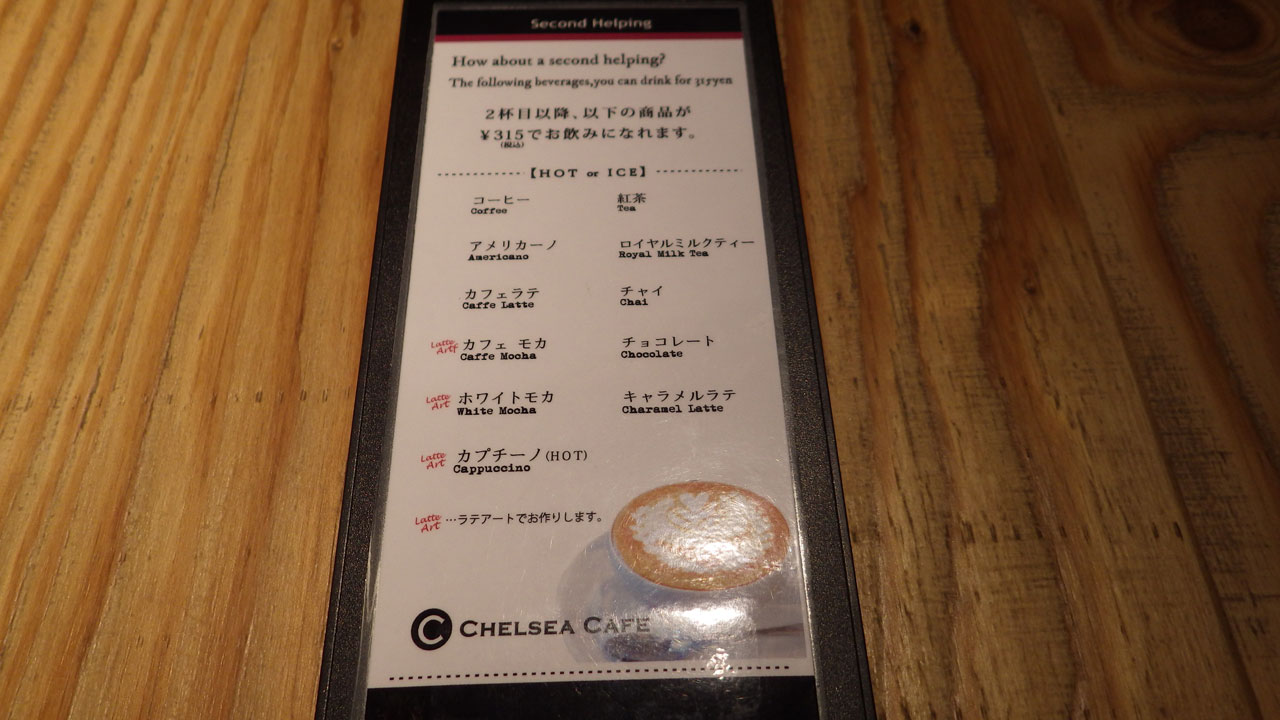 Second Helping
How about a second helping?
The following beverages,you can drink for 315yen
2杯目以降、以下の商品が
¥315でお飲みになれます。
(税込)
【HOT or ICE】
コーヒー
Coffee
紅茶
Tea
アメリカーノ
Americano
ロイヤルミルクティー
Royal Milk Tea
カフェラテ
Caffe Latte
チャイ
Chai
Latte Art カフェ モカ
Caffe Mocha
チョコレート
Chocolate
Latte Art ホワイトモカ
White Mocha
キャラメルラテ
Charamel Latte
Latte Art カプチーノ(HOT)
Cappuccino
Latte Art …ラテアートでお作りします。
C CHELSEA CAFE